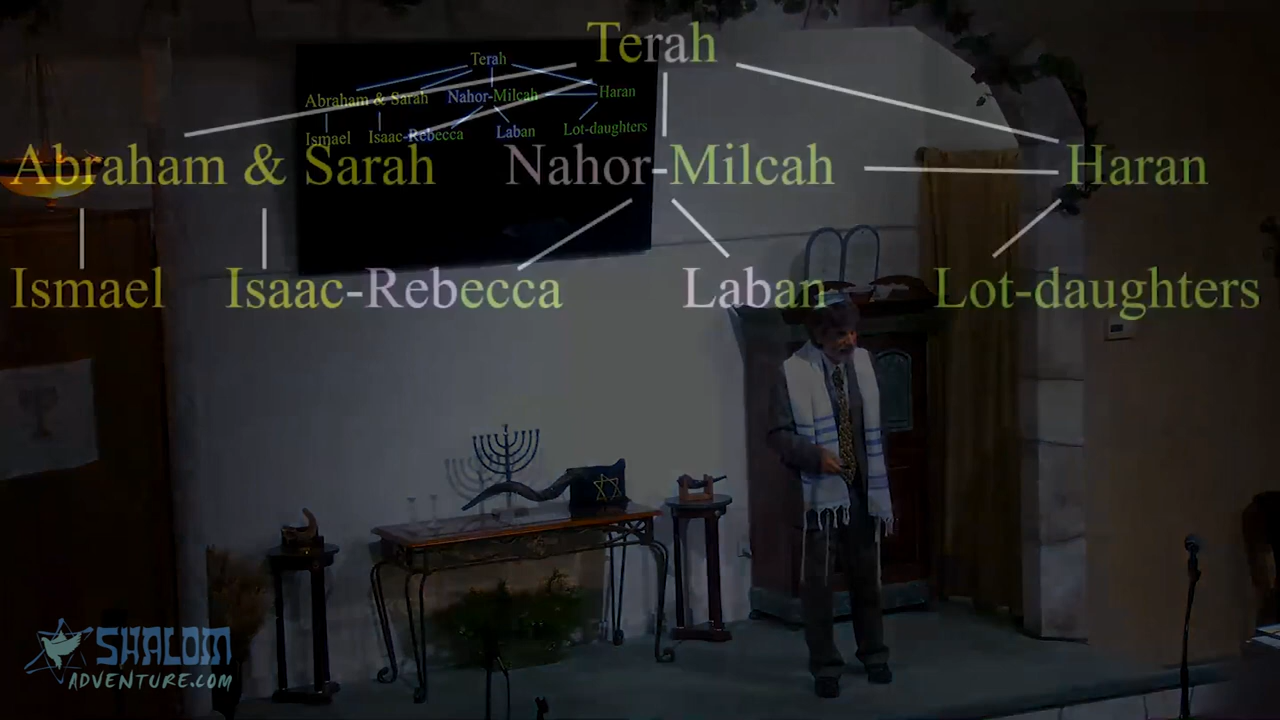 Terah
Abraham & Sarah Nahor-Milcah Haran
Ismael Isaac-Rebecca Laban Lot-daughters
Terah
Abraham & Sarah Nahor-Milcah Haran
Ismael Isaac-Rebecca Laban Lot-daughters
SHALOM
ADVENTURE.COM